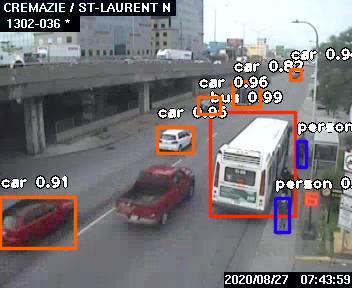 CREMAZIE / ST-LAURENT N
1302-036 *
car 0.94
car 0.82
car 0.96
bus 0.99
car 0.95
person
car 0.91
person 0.
2020/08/27 07:43:59